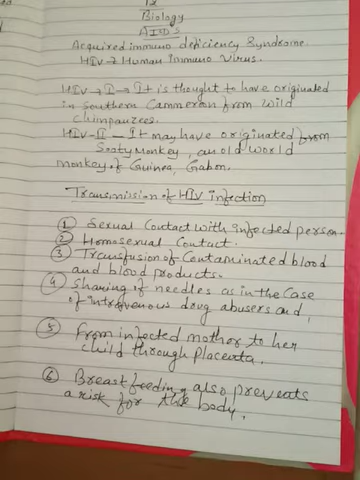 12
Biology
AIDS
Acquired immuno deficiency Syndrome.
HIV → Human Immuno virus.
HIV → I → It is thought to have originated
in Southern Cammeron from wild
chimpanzees.
HIV - II - It may have originated from
Sooty Monkey, an old world
monkey of Guinea, Gabon.
Transmission of HIV infection
① Sexual Contact with infected person.
② Homosexual Contact.
③ Transfusion of Contaminated blood
and blood products.
④ Sharing of needles as in the Case
of intravenous drug abusers and,
⑤ From infected mother to her
child through Placenta.
⑥ Breast feeding also prevents
a risk for the body.